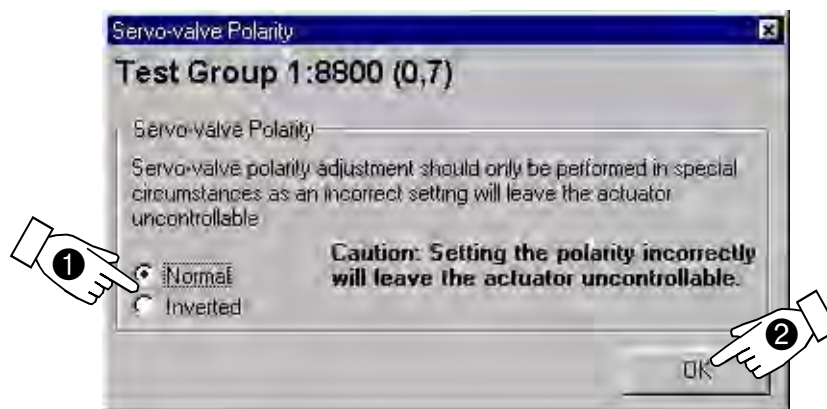 Servo-valve Polarity
Test Group 1:8800 (0,7)
Servo-valve Polarity
Servo-valve polarity adjustment should only be performed in special
circumstances as an incorrect setting will leave the actuator
uncontrollable
Caution: Setting the polarity incorrectly
will leave the actuator uncontrollable.
1
Normal
Inverted
2
OK